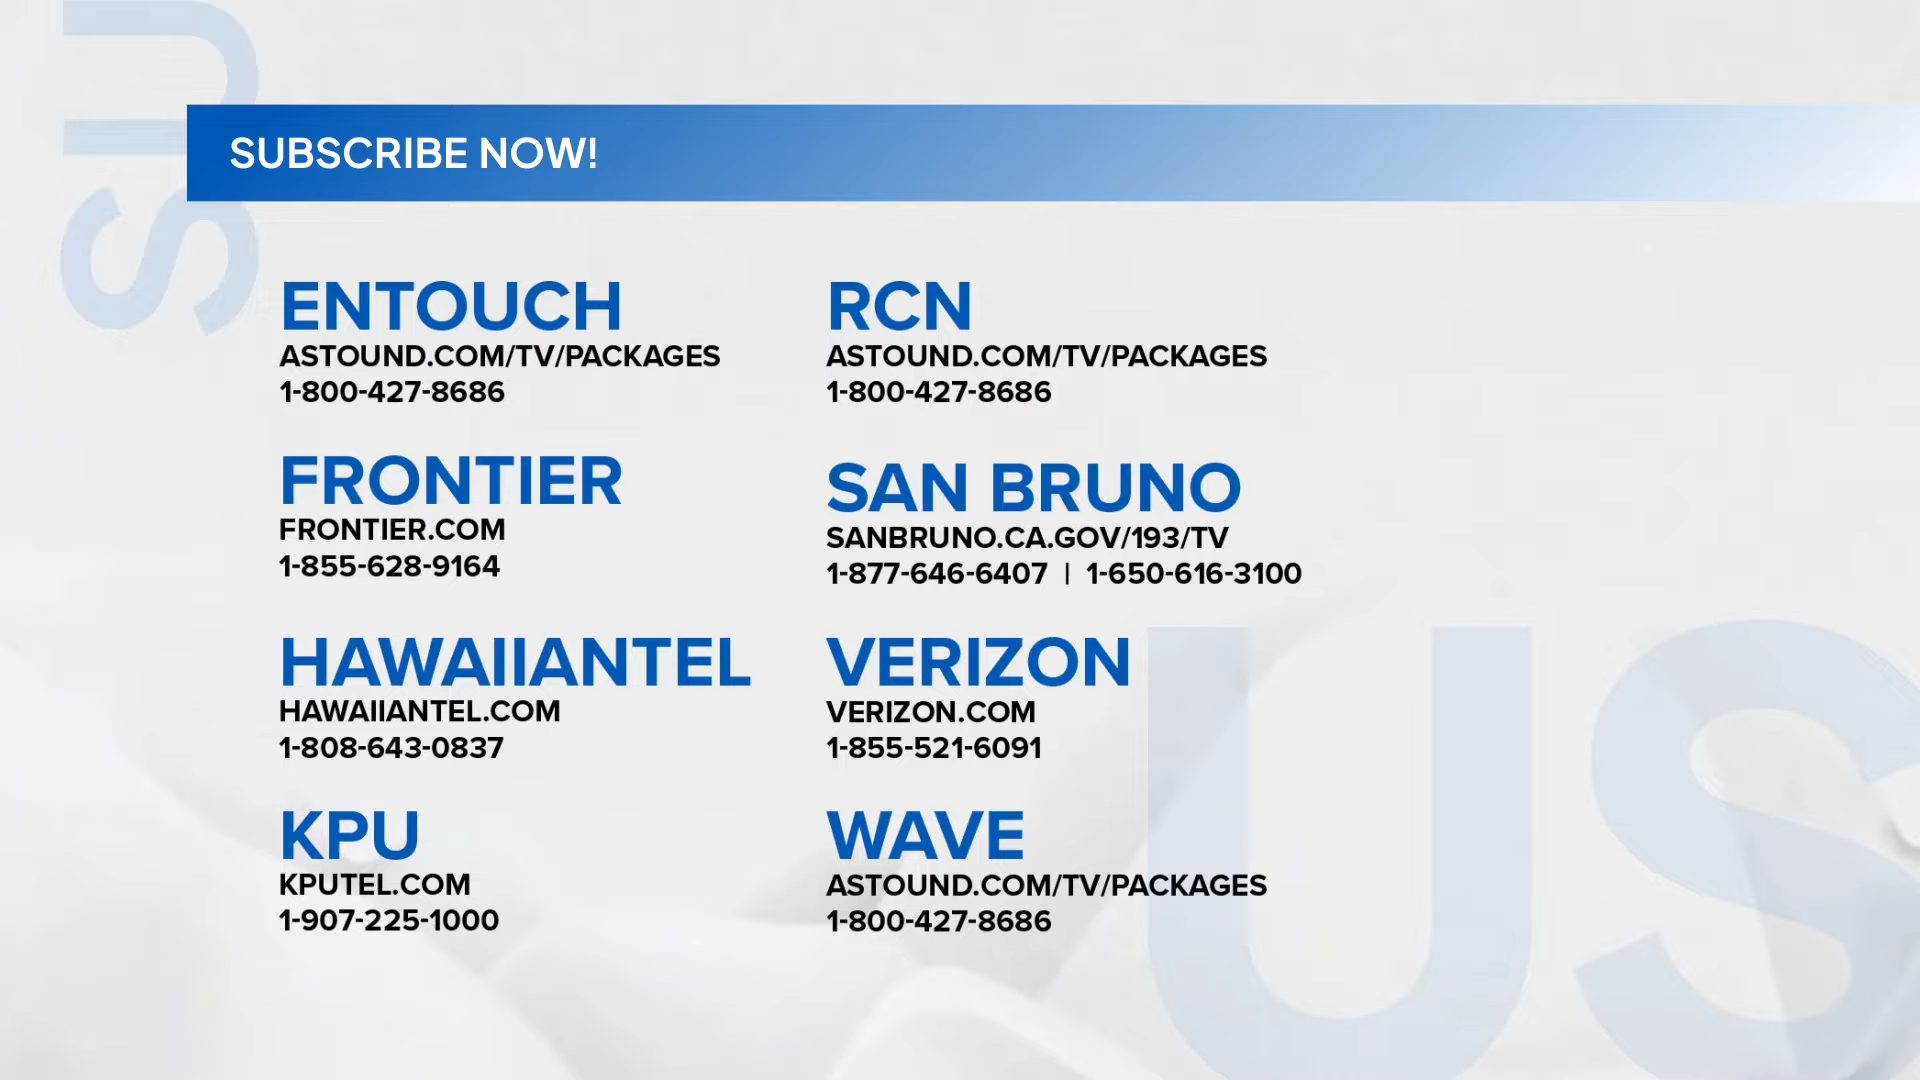 SUBSCRIBE NOW!
ENTOUCH
ASTOUND.COM/TV/PACKAGES
1-800-427-8686
FRONTIER
FRONTIER.COM
1-855-628-9164
HAWAIIANTEL
HAWAIIANTEL.COM
1-808-643-0837
KPU
KPUTEL.COM
1-907-225-1000
RCN
ASTOUND.COM/TV/PACKAGES
1-800-427-8686
SAN BRUNO
SANBRUNO.CA.GOV/193/TV
1-877-646-6407 | 1-650-616-3100
VERIZON
VERIZON.COM
1-855-521-6091
WAVE
ASTOUND.COM/TV/PACKAGES
1-800-427-8686
US